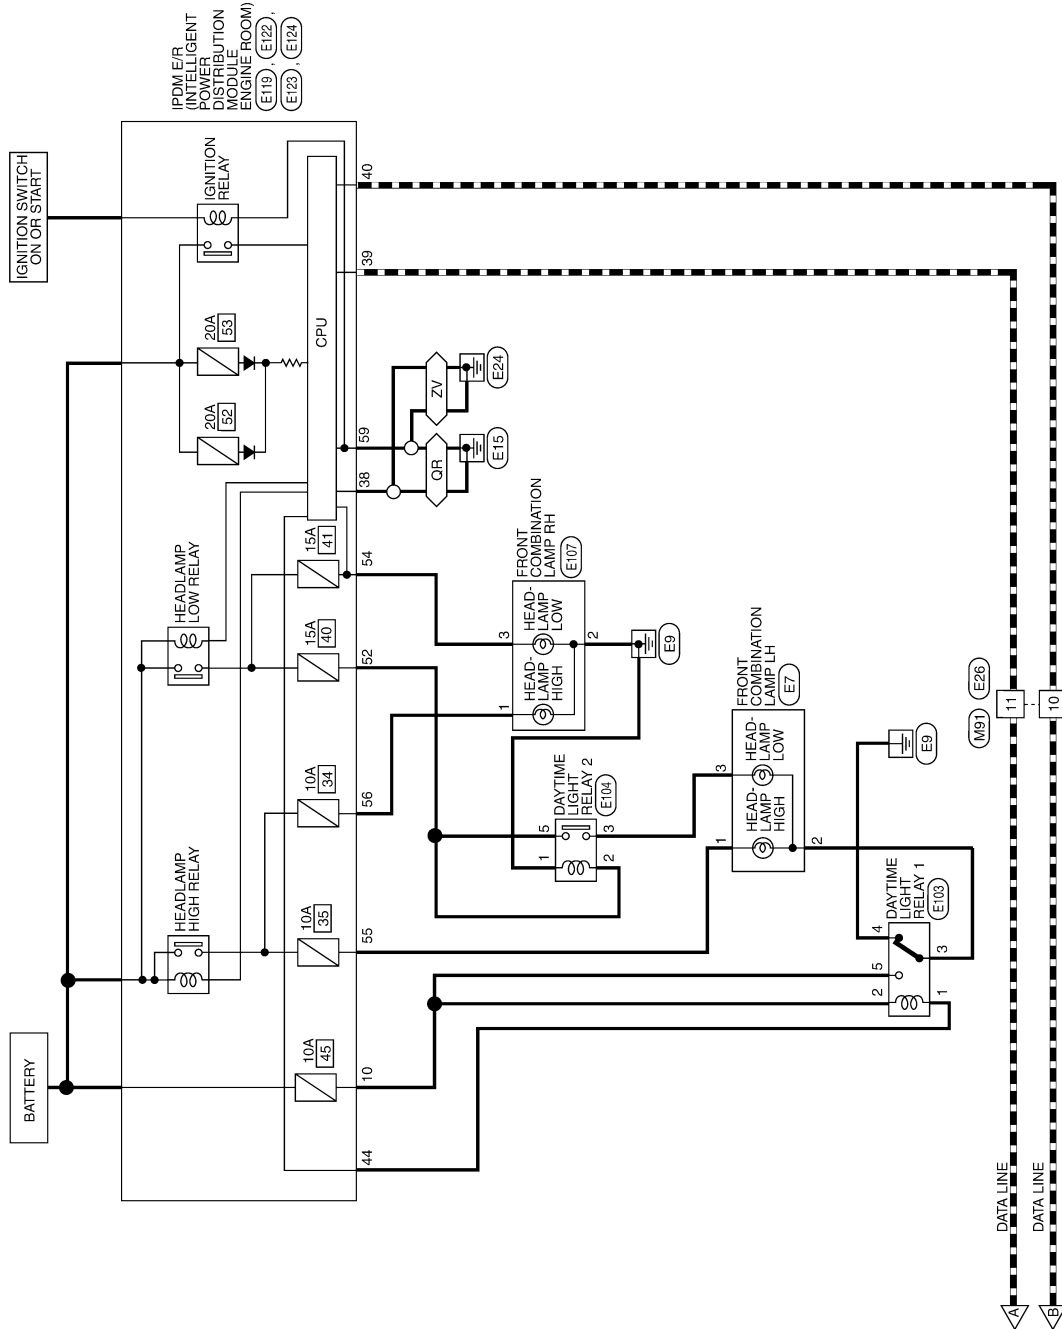 IPDM E/R
(INTELLIGENT
POWER
DISTRIBUTION
MODULE
ENGINE ROOM)
E119 , E122 ,
E123 , E124
IGNITION SWITCH
ON OR START
IGNITION
RELAY
40
39
20A
53
20A
52
CPU
59
38
ZV
E24
QR
E15
HEADLAMP
LOW RELAY
15A
41
54
15A
40
52
FRONT
COMBINATION
LAMP RH
E107
HEAD-
LAMP
LOW
HEAD-
LAMP
HIGH
3
1
2
E9
10A
34
56
HEADLAMP
HIGH RELAY
10A
35
55
DAYTIME
LIGHT
RELAY 2
E104
5
3
1
2
FRONT
COMBINATION
LAMP LH
E7
HEAD-
LAMP
LOW
HEAD-
LAMP
HIGH
3
1
2
E9
M91
E26
11
10
DAYTIME
LIGHT
RELAY 1
E103
4
3
5
2
1
BATTERY
10A
45
10
44
DATA LINE
DATA LINE
A
B